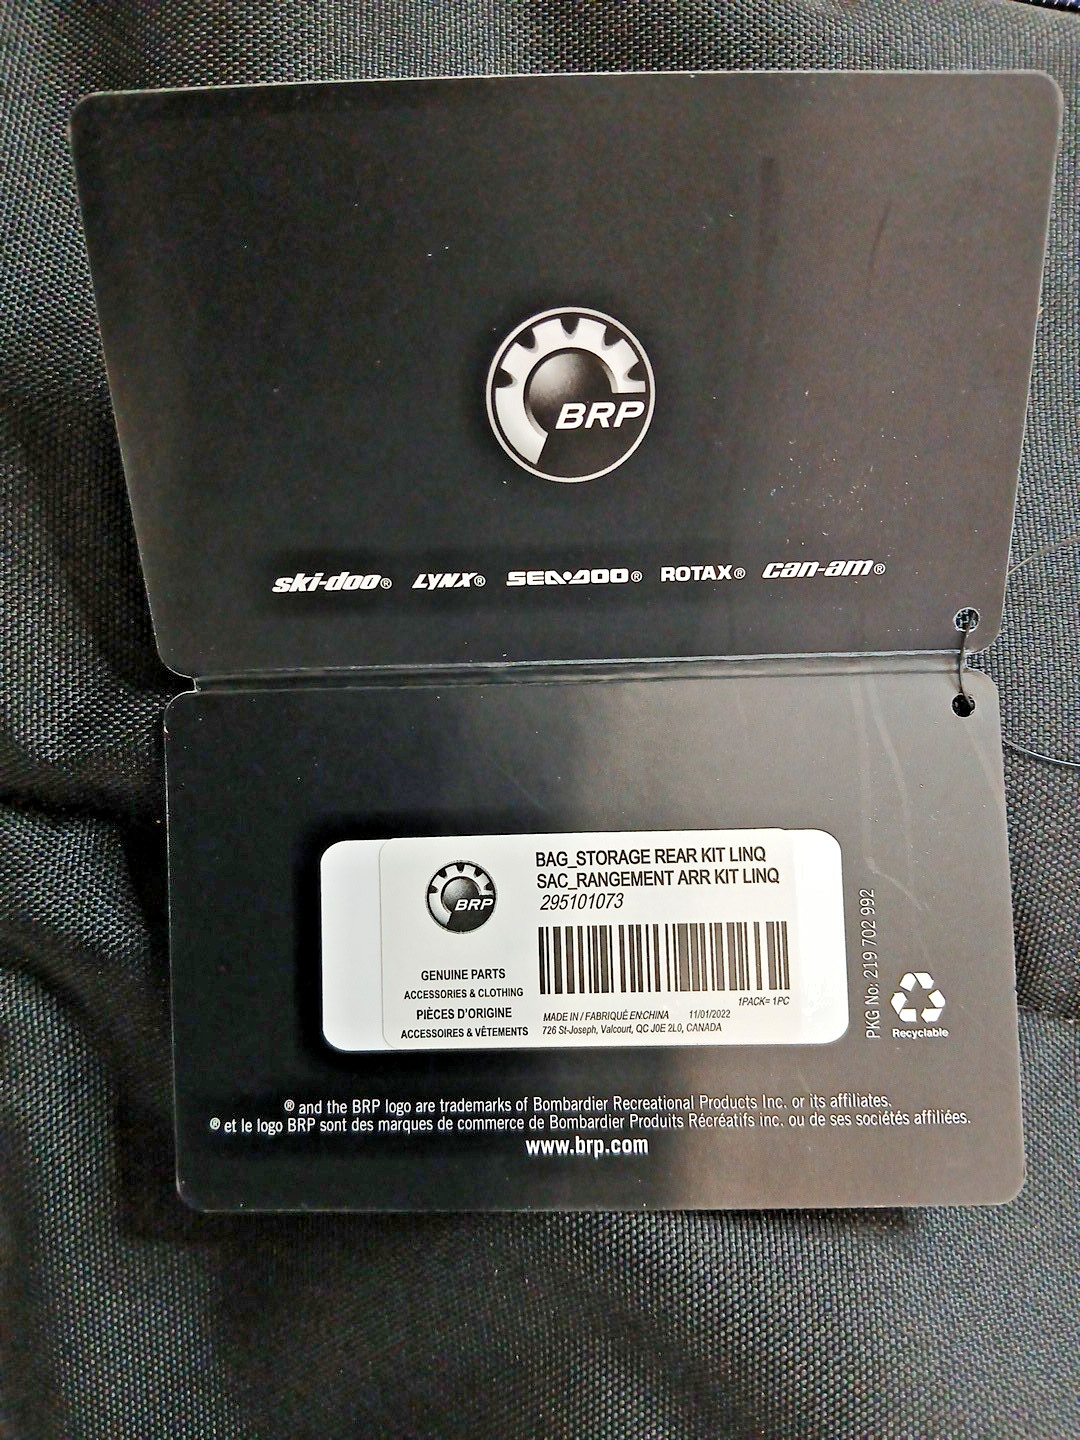 BRP
ski-doo® LYNX® SEA-DOO® ROTAX® can-am®
BRP
BAG_STORAGE REAR KIT LINQ
SAC_RANGEMENT ARR KIT LINQ
295101073
GENUINE PARTS
ACCESSORIES & CLOTHING
PIÈCES D'ORIGINE
ACCESSOIRES & VÊTEMENTS
1PACK= 1PC
MADE IN / FABRIQUÉ EN:CHINA 11/01/2022
726 St-Joseph, Valcourt, QC J0E 2L0, CANADA
PKG No: 219 702 992
Recyclable
® and the BRP logo are trademarks of Bombardier Recreational Products Inc. or its affiliates.
® et le logo BRP sont des marques de commerce de Bombardier Produits Récréatifs inc. ou de ses sociétés affiliées.
www.brp.com